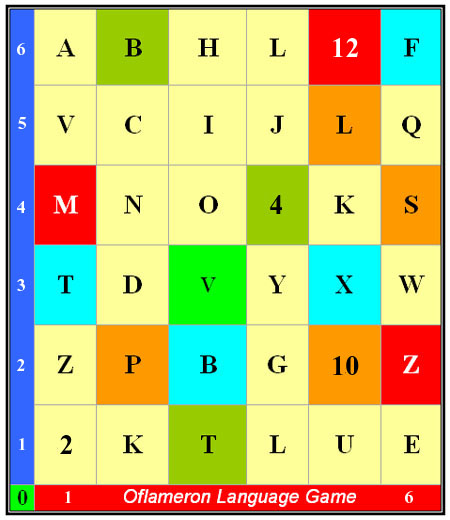 6 A B H L 12 F
5 V C I J L Q
4 M N O 4 K S
3 T D V Y X W
2 Z P B G 10 Z
1 2 K T L U E
0 1 Oflameron Language Game 6